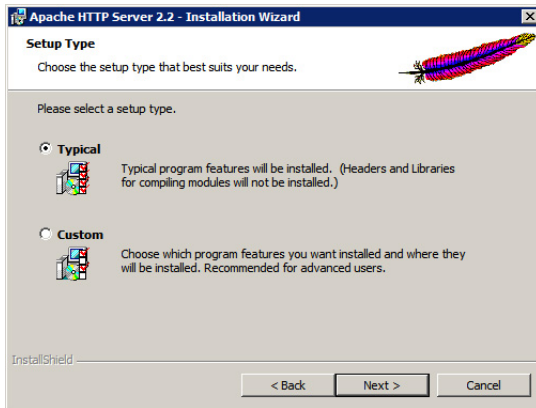 Apache HTTP Server 2.2 - Installation Wizard
Setup Type
Choose the setup type that best suits your needs.
Please select a setup type.
Typical
Typical program features will be installed. (Headers and Libraries
for compiling modules will not be installed.)
Custom
Choose which program features you want installed and where they
will be installed. Recommended for advanced users.
InstallShield
< Back
Next >
Cancel